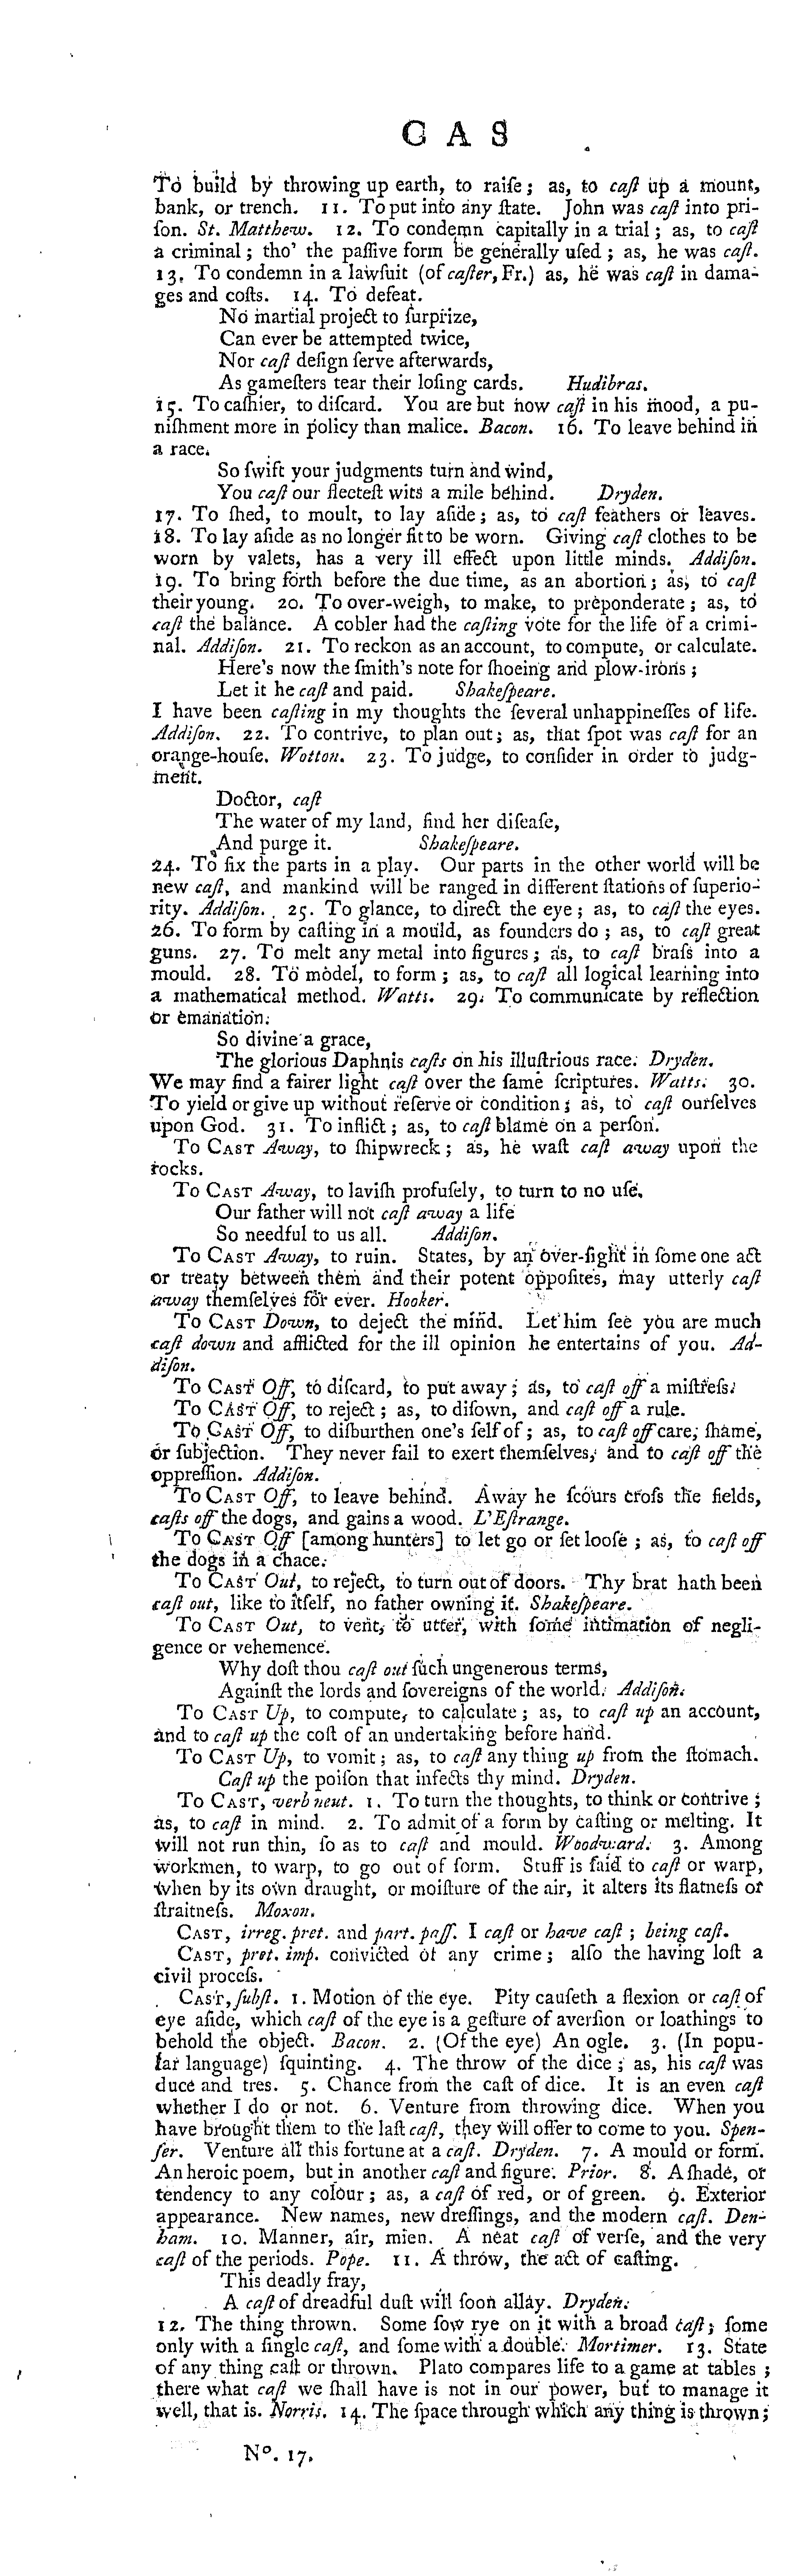 C A S
To build by throwing up earth, to raiſe; as, to caſt up a mount,
bank, or trench. 11. To put into any ſtate. John was caſt into pri-
ſon. St. Matthew. 12. To condemn capitally in a trial; as, to caſt
a criminal; tho' the paſſive form be generally uſed; as, he was caſt.
13. To condemn in a lawſuit (of caſter, Fr.) as, he was caſt in dama-
ges and coſts. 14. To defeat.
No martial project to ſurprize,
Can ever be attempted twice,
Nor caſt deſign ſerve afterwards,
As gameſters tear their loſing cards. Hudibras.
15. To caſhier, to diſcard. You are but now caſt in his mood, a pu-
niſhment more in policy than malice. Bacon. 16. To leave behind in
a race.
So ſwift your judgments turn and wind,
You caſt our flecteſt wits a mile behind. Dryden.
17. To ſhed, to moult, to lay aſide; as, to caſt feathers or leaves.
18. To lay aſide as no longer fit to be worn. Giving caſt clothes to be
worn by valets, has a very ill effect upon little minds. Addiſon.
19. To bring forth before the due time, as an abortion; as, to caſt
their young. 20. To over-weigh, to make, to preponderate; as, to
caſt the balance. A cobler had the caſting vote for the life of a crimi-
nal. Addiſon. 21. To reckon as an account, to compute, or calculate.
Here's now the ſmith's note for ſhoeing and plow-irons;
Let it he caſt and paid. Shakeſpeare.
I have been caſting in my thoughts the ſeveral unhappineſſes of life.
Addiſon. 22. To contrive, to plan out; as, that ſpot was caſt for an
orange-houſe. Wotton. 23. To judge, to conſider in order to judg-
ment.
Doctor, caſt
The water of my land, find her diſeaſe,
And purge it. Shakeſpeare.
24. To fix the parts in a play. Our parts in the other world will be
new caſt, and mankind will be ranged in different ſtations of ſuperio-
rity. Addiſon. 25. To glance, to direct the eye; as, to caſt the eyes.
26. To form by caſting in a mould, as founders do; as, to caſt great
guns. 27. To melt any metal into figures; as, to caſt braſs into a
mould. 28. To model, to form; as, to caſt all logical learning into
a mathematical method. Watts. 29. To communicate by reflection
or emanation.
So divine a grace,
The glorious Daphnis caſts on his illuſtrious race. Dryden.
We may find a fairer light caſt over the ſame ſcriptures. Watts. 30.
To yield or give up without reſerve or condition; as, to caſt ourſelves
upon God. 31. To inflict; as, to caſt blame on a perſon.
To CAST Away, to ſhipwreck; as, he waſt caſt away upon the
rocks.
To CAST Away, to laviſh profuſely, to turn to no uſe.
Our father will not caſt away a life
So needful to us all. Addiſon.
To CAST Away, to ruin. States, by an over-ſight in ſome one act
or treaty between them and their potent oppoſites, may utterly caſt
away themſelves for ever. Hooker.
To CAST Down, to deject the mind. Let him ſee you are much
caſt down and afflicted for the ill opinion he entertains of you. Ad-
diſon.
To CAST Off, to diſcard, to put away; as, to caſt off a miſtreſs.
To CAST Off, to reject; as, to diſown, and caſt off a rule.
To CAST Off, to diſburthen one's ſelf of; as, to caſt off care, ſhame,
or ſubjection. They never fail to exert themſelves, and to caſt off the
oppreſſion. Addiſon.
To CAST Off, to leave behind. Away he ſcours croſs the fields,
caſts off the dogs, and gains a wood. L'Eſtrange.
To CAST Off [among hunters] to let go or ſet looſe; as, to caſt off
the dogs in a chace.
To CAST Out, to reject, to turn out of doors. Thy brat hath been
caſt out, like to itſelf, no father owning it. Shakeſpeare.
To CAST Out, to vent, to utter, with ſome intimation of negli-
gence or vehemence.
Why doſt thou caſt out ſuch ungenerous terms,
Againſt the lords and ſovereigns of the world. Addiſon.
To CAST Up, to compute, to calculate; as, to caſt up an account,
and to caſt up the coſt of an undertaking before hand.
To CAST Up, to vomit; as, to caſt any thing up from the ſtomach.
Caſt up the poiſon that infects thy mind. Dryden.
To CAST, verb neut. 1. To turn the thoughts, to think or contrive;
as, to caſt in mind. 2. To admit of a form by caſting or melting. It
will not run thin, ſo as to caſt and mould. Woodward. 3. Among
workmen, to warp, to go out of form. Stuff is ſaid to caſt or warp,
when by its own draught, or moiſture of the air, it alters its flatneſs or
ſtraitneſs. Moxon.
CAST, irreg. pret. and part. paſſ. I caſt or have caſt; being caſt.
CAST, pret. imp. convicted of any crime; alſo the having loſt a
civil proceſs.
CAST, ſubſt. 1. Motion of the eye. Pity cauſeth a flexion or caſt of
eye aſide, which caſt of the eye is a geſture of averſion or loathings to
behold the object. Bacon. 2. (Of the eye) An ogle. 3. (In popu-
lar language) ſquinting. 4. The throw of the dice; as, his caſt was
duce and tres. 5. Chance from the caſt of dice. It is an even caſt
whether I do or not. 6. Venture from throwing dice. When you
have brought them to the laſt caſt, they will offer to come to you. Spen-
ſer. Venture all this fortune at a caſt. Dryden. 7. A mould or form.
An heroic poem, but in another caſt and figure. Prior. 8. A ſhade, or
tendency to any colour; as, a caſt of red, or of green. 9. Exterior
appearance. New names, new dreſſings, and the modern caſt. Den-
ham. 10. Manner, air, mien. A neat caſt of verſe, and the very
caſt of the periods. Pope. 11. A throw, the act of caſting.
This deadly fray,
A caſt of dreadful duſt will ſoon allay. Dryden.
12. The thing thrown. Some ſow rye on it with a broad caſt; ſome
only with a ſingle caſt, and ſome with a double. Mortimer. 13. State
of any thing caſt or thrown. Plato compares life to a game at tables;
there what caſt we ſhall have is not in our power, but to manage it
well, that is. Norris. 14. The ſpace through which any thing is thrown;
Nº. 17.